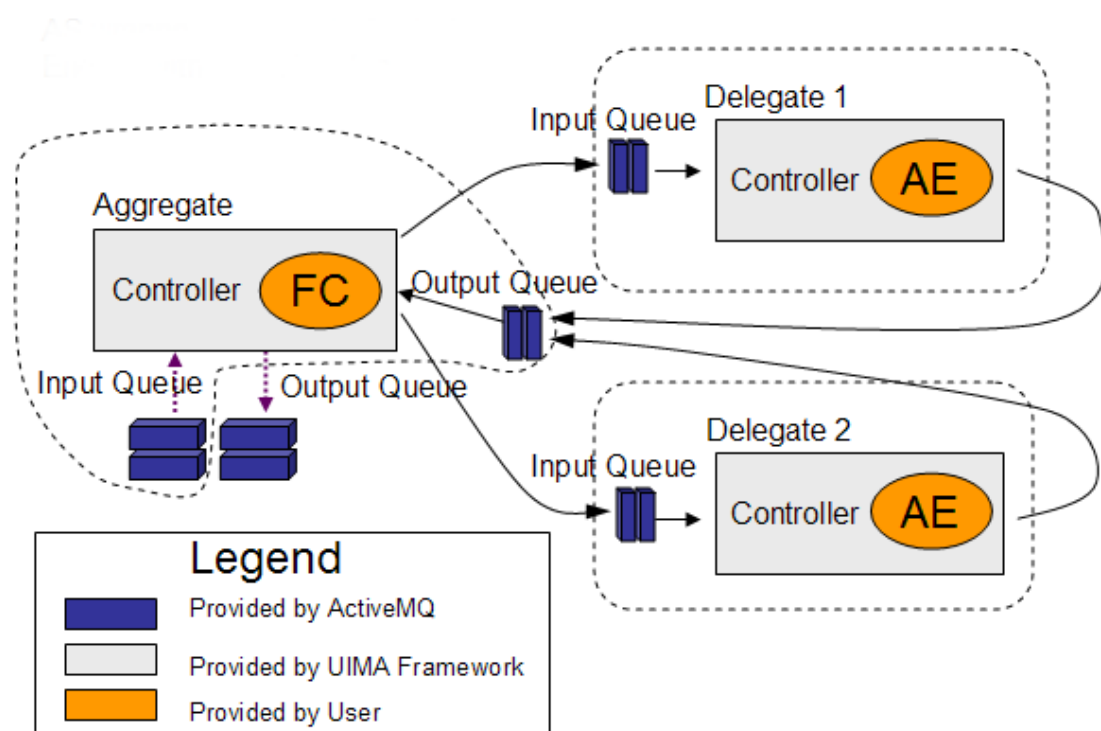 Delegate 1
Input Queue
Controller
AE
Aggregate
Controller
FC
Output Queue
Input Queue
Output Queue
Delegate 2
Input Queue
Controller
AE
Legend
Provided by ActiveMQ
Provided by UIMA Framework
Provided by User